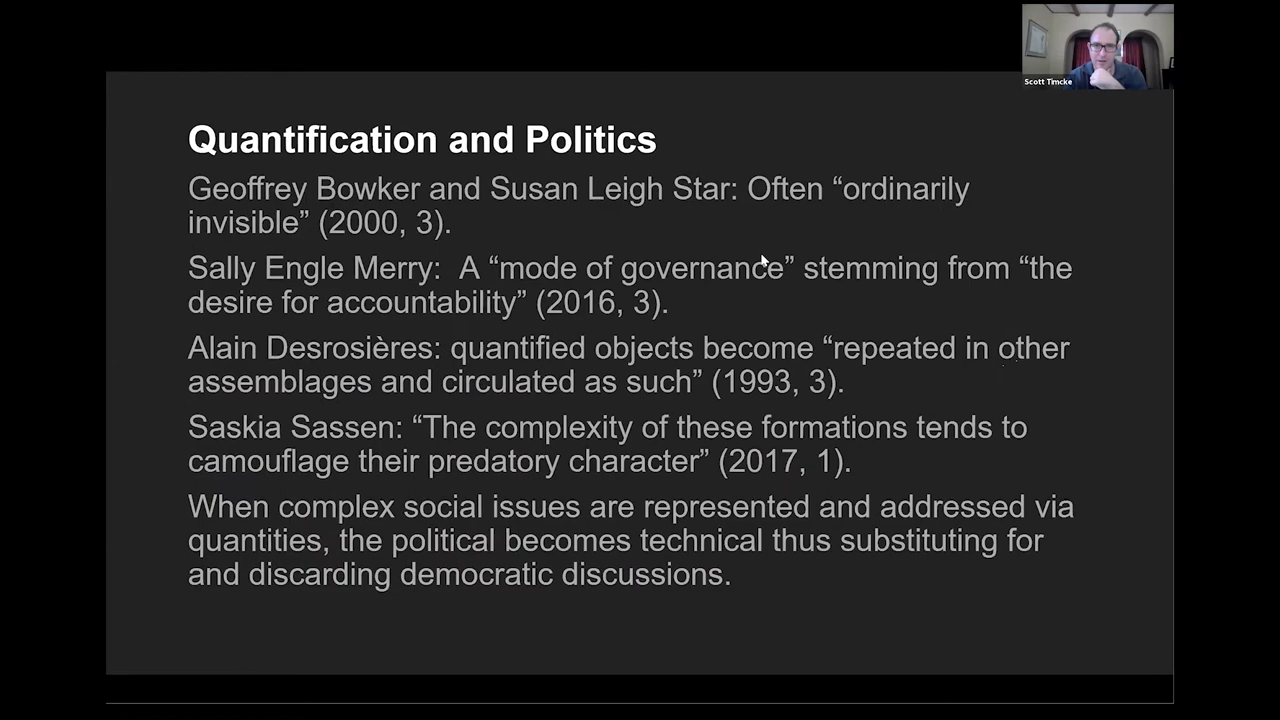 Scott Timcke
Quantification and Politics
Geoffrey Bowker and Susan Leigh Star: Often “ordinarily
invisible” (2000, 3).
Sally Engle Merry:  A “mode of governance” stemming from “the
desire for accountability” (2016, 3).
Alain Desrosières: quantified objects become “repeated in other
assemblages and circulated as such” (1993, 3).
Saskia Sassen: “The complexity of these formations tends to
camouflage their predatory character” (2017, 1).
When complex social issues are represented and addressed via
quantities, the political becomes technical thus substituting for
and discarding democratic discussions.